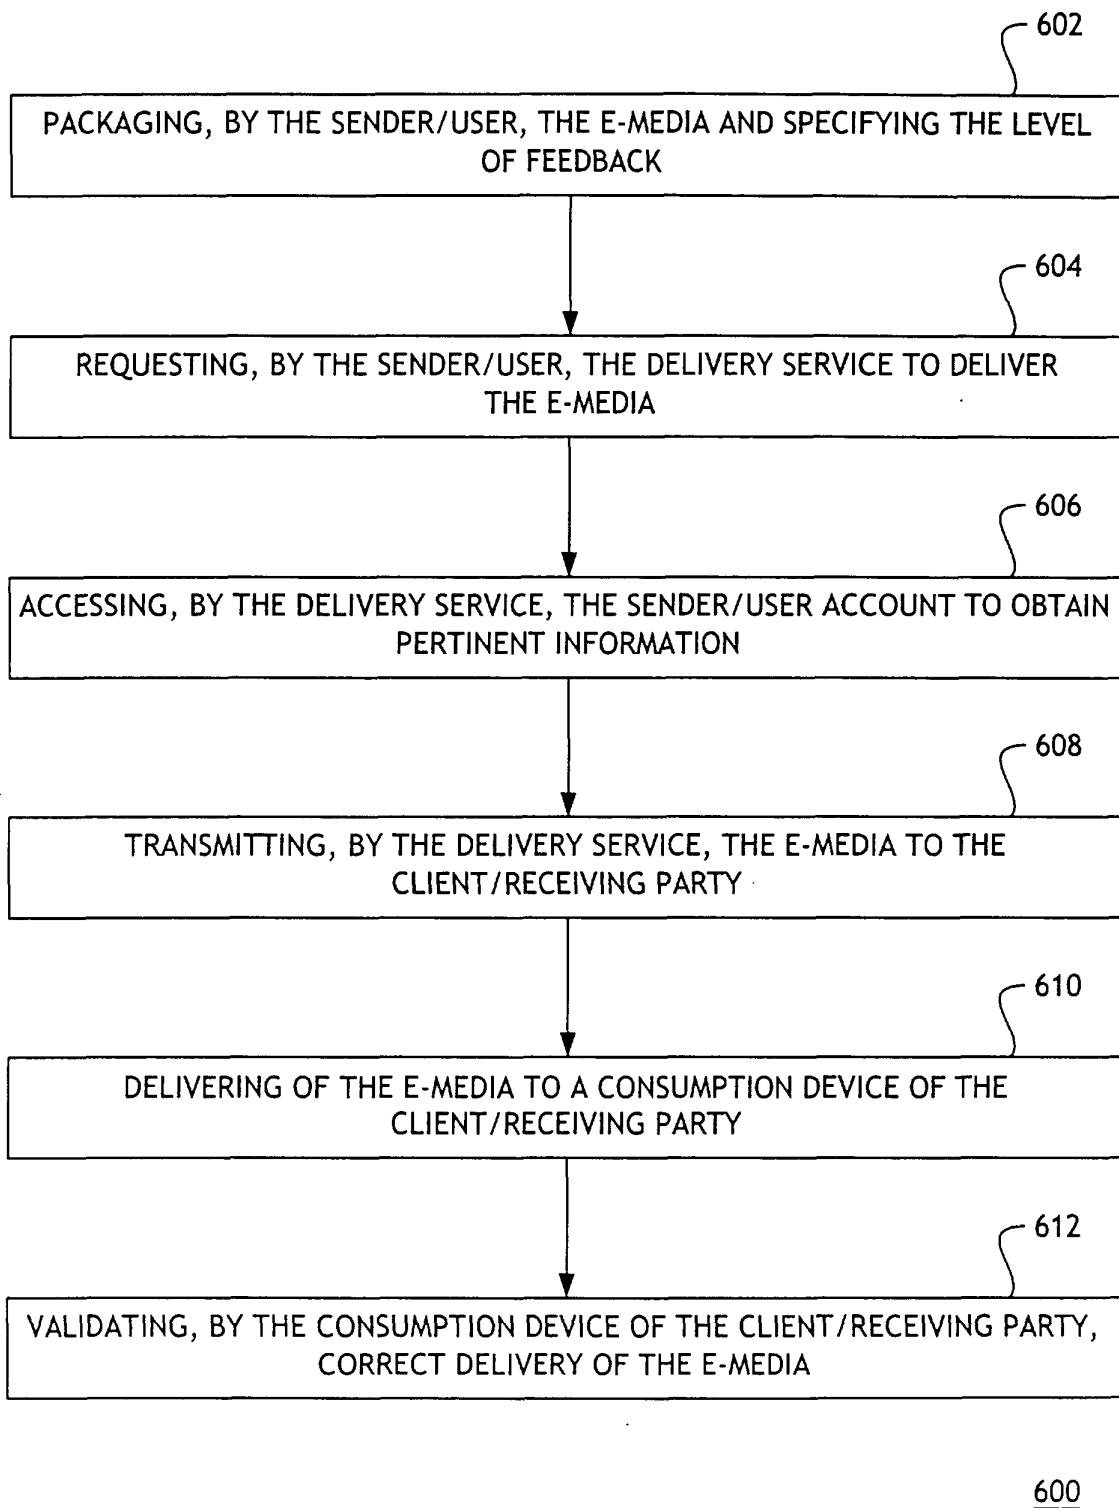 602
PACKAGING, BY THE SENDER/USER, THE E-MEDIA AND SPECIFYING THE LEVEL
OF FEEDBACK
604
REQUESTING, BY THE SENDER/USER, THE DELIVERY SERVICE TO DELIVER
THE E-MEDIA
606
ACCESSING, BY THE DELIVERY SERVICE, THE SENDER/USER ACCOUNT TO OBTAIN
PERTINENT INFORMATION
608
TRANSMITTING, BY THE DELIVERY SERVICE, THE E-MEDIA TO THE
CLIENT/RECEIVING PARTY
610
DELIVERING OF THE E-MEDIA TO A CONSUMPTION DEVICE OF THE
CLIENT/RECEIVING PARTY
612
VALIDATING, BY THE CONSUMPTION DEVICE OF THE CLIENT/RECEIVING PARTY,
CORRECT DELIVERY OF THE E-MEDIA
600